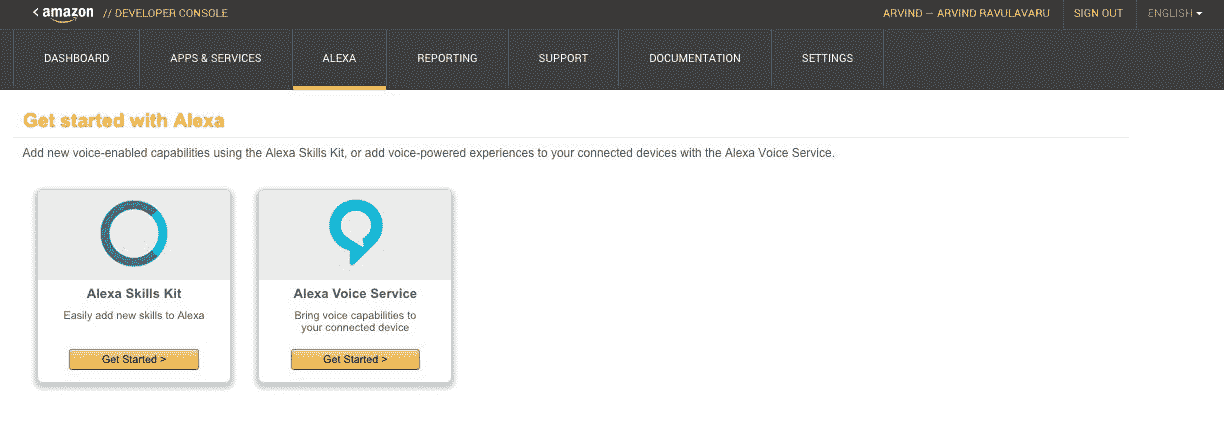 < amazon // DEVELOPER CONSOLE
ARVIND — ARVIND RAVULAVARU SIGN OUT ENGLISH
DASHBOARD APPS & SERVICES ALEXA REPORTING SUPPORT DOCUMENTATION SETTINGS
Get started with Alexa
Add new voice-enabled capabilities using the Alexa Skills Kit, or add voice-powered experiences to your connected devices with the Alexa Voice Service.
Alexa Skills Kit
Easily add new skills to Alexa
Get Started >
Alexa Voice Service
Bring voice capabilities to
your connected device
Get Started >